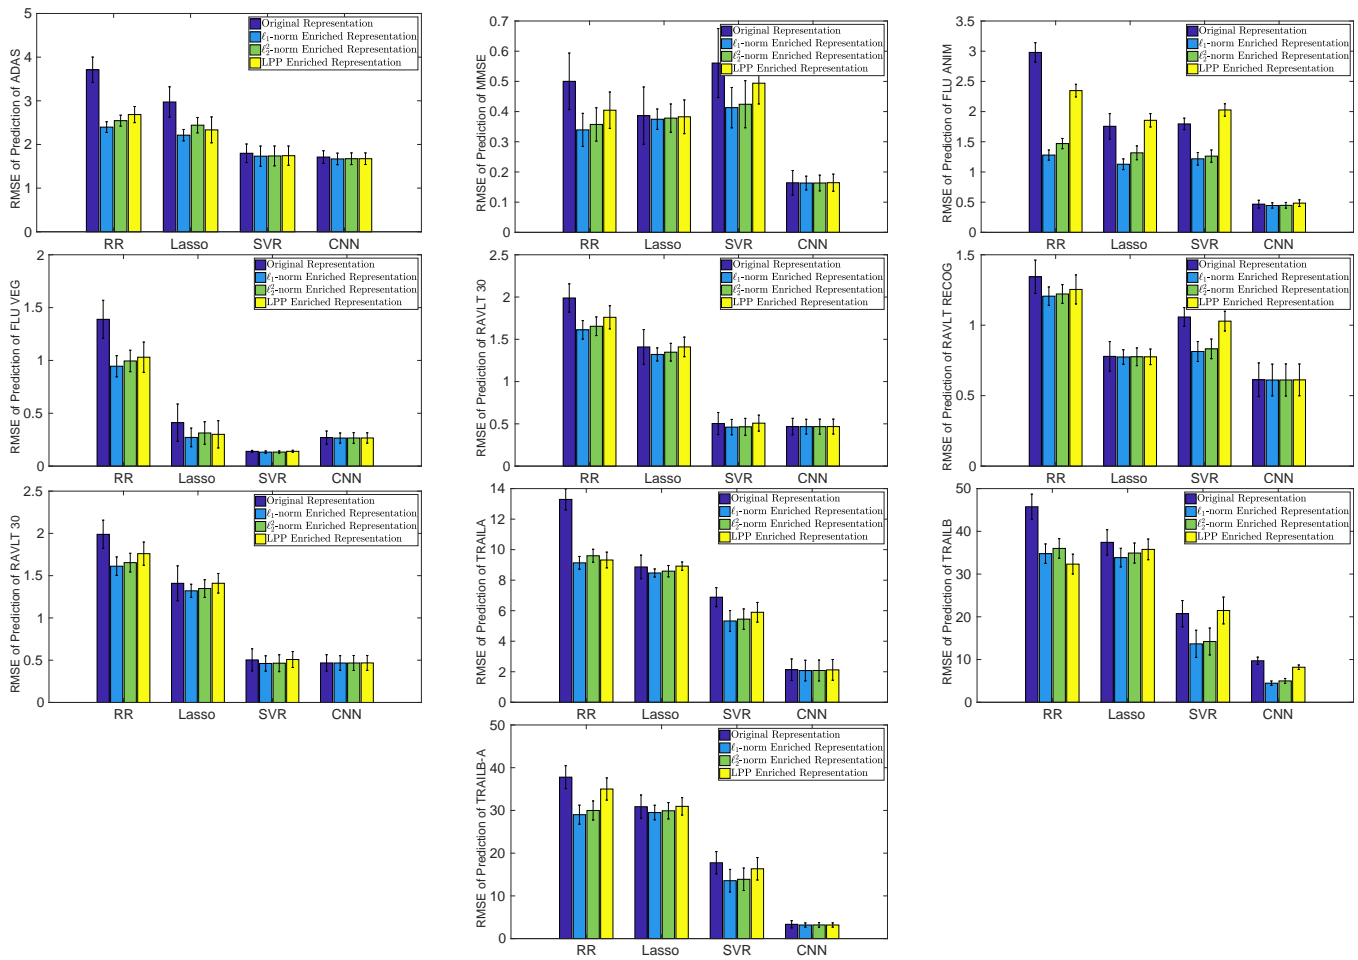 RMSE of Prediction of ADAS
5
4
3
2
1
0
RR Lasso SVR CNN
Original Representation
ℓ₁-norm Enriched Representation
ℓ₂²-norm Enriched Representation
LPP Enriched Representation
RMSE of Prediction of MMSE
0.7
0.6
0.5
0.4
0.3
0.2
0.1
0
RR Lasso SVR CNN
Original Representation
ℓ₁-norm Enriched Representation
ℓ₂²-norm Enriched Representation
LPP Enriched Representation
RMSE of Prediction of FLU ANIM
3.5
3
2.5
2
1.5
1
0.5
0
RR Lasso SVR CNN
Original Representation
ℓ₁-norm Enriched Representation
ℓ₂²-norm Enriched Representation
LPP Enriched Representation
RMSE of Prediction of FLU VEG
2
1.5
1
0.5
0
RR Lasso SVR CNN
Original Representation
ℓ₁-norm Enriched Representation
ℓ₂²-norm Enriched Representation
LPP Enriched Representation
RMSE of Prediction of RAVLT 30
2.5
2
1.5
1
0.5
0
RR Lasso SVR CNN
Original Representation
ℓ₁-norm Enriched Representation
ℓ₂²-norm Enriched Representation
LPP Enriched Representation
RMSE of Prediction of RAVLT RECOG
1.5
1
0.5
0
RR Lasso SVR CNN
Original Representation
ℓ₁-norm Enriched Representation
ℓ₂²-norm Enriched Representation
LPP Enriched Representation
RMSE of Prediction of RAVLT 30
2.5
2
1.5
1
0.5
0
RR Lasso SVR CNN
Original Representation
ℓ₁-norm Enriched Representation
ℓ₂²-norm Enriched Representation
LPP Enriched Representation
RMSE of Prediction of TRAILA
14
12
10
8
6
4
2
0
RR Lasso SVR CNN
Original Representation
ℓ₁-norm Enriched Representation
ℓ₂²-norm Enriched Representation
LPP Enriched Representation
RMSE of Prediction of TRAILB
50
40
30
20
10
0
RR Lasso SVR CNN
Original Representation
ℓ₁-norm Enriched Representation
ℓ₂²-norm Enriched Representation
LPP Enriched Representation
RMSE of Prediction of TRAILB-A
50
40
30
20
10
0
RR Lasso SVR CNN
Original Representation
ℓ₁-norm Enriched Representation
ℓ₂²-norm Enriched Representation
LPP Enriched Representation